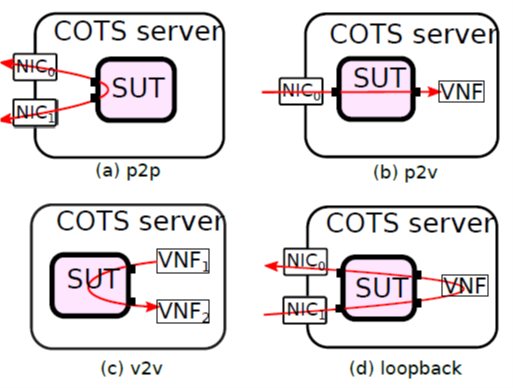 COTS server
NIC₀
SUT
NIC₁
(a) p2p
COTS server
SUT
NIC₀
VNF
(b) p2v
COTS server
VNF₁
SUT
VNF₂
(c) v2v
COTS server
NIC₀
SUT
VNF
NIC₁
(d) loopback